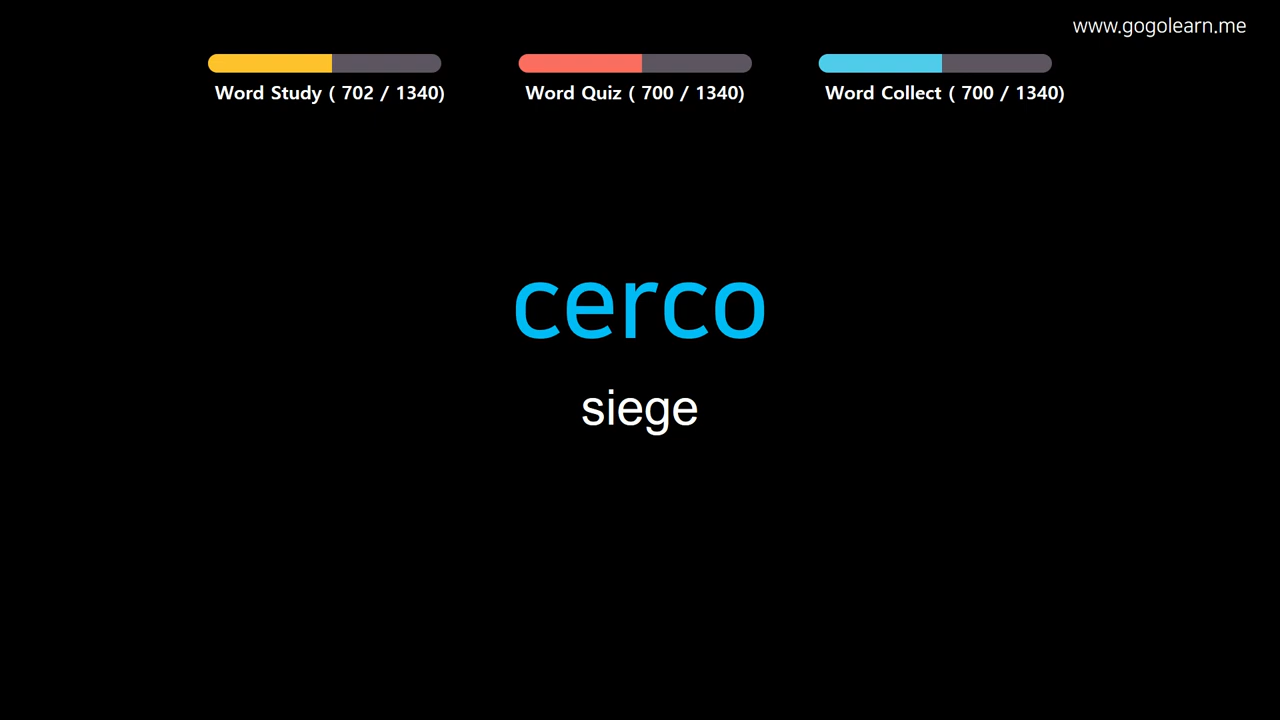 www.gogolearn.me
Word Study ( 702 / 1340)
Word Quiz ( 700 / 1340)
Word Collect ( 700 / 1340)
cerco
siege